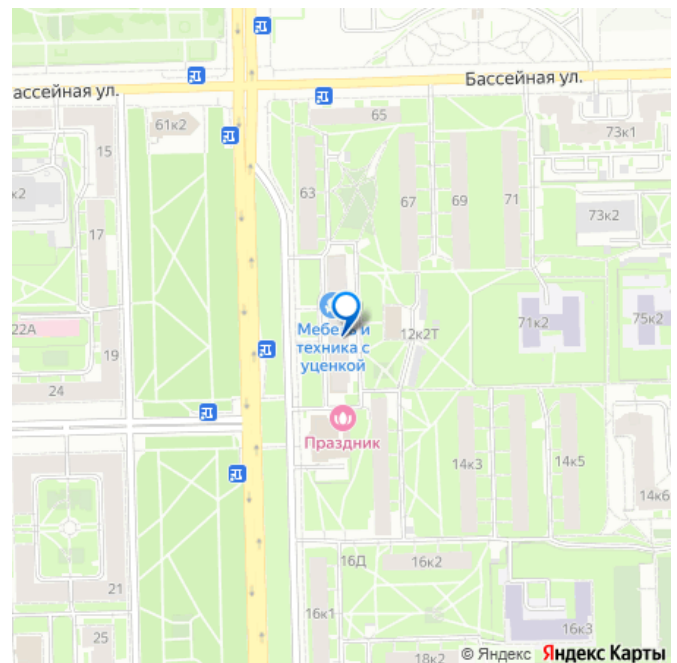 ассейная ул.
Бассейная ул.
61к2
65
73к1
15
к2
63
67
69
71
73к2
17
22А
Мебель и
техника с
уценкой
12к2Т
71к2
75к2
19
24
Праздник
14к3
14к5
14к6
16Д
16к2
21
16к1
16к3
25
18к2
© Яндекс Яндекс Карты